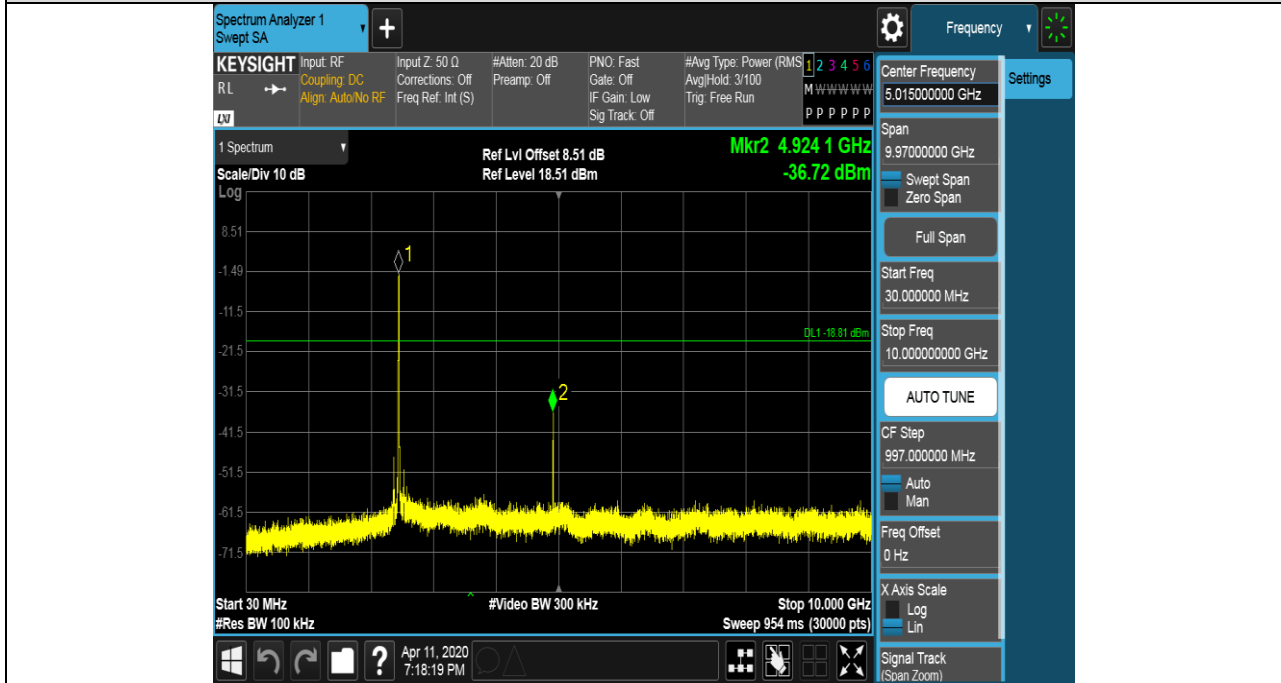 Spectrum Analyzer 1
Swept SA
Frequency
KEYSIGHT
RL
LXI
Input: RF
Coupling: DC
Align: Auto/No RF
Input Z: 50 Ω
Corrections: Off
Freq Ref: Int (S)
#Atten: 20 dB
Preamp: Off
PNO: Fast
Gate: Off
IF Gain: Low
Sig Track: Off
#Avg Type: Power (RMS
Avg|Hold: 3/100
Trig: Free Run
1 2 3 4 5 6
M W W W W W
P P P P P P
1 Spectrum
Scale/Div 10 dB
Log
Ref Lvl Offset 8.51 dB
Ref Level 18.51 dBm
Mkr2 4.924 1 GHz
-36.72 dBm
8.51
1
-1.49
-11.5
DL1 -18.81 dBm
-21.5
-31.5
2
-41.5
-51.5
-61.5
-71.5
Start 30 MHz
#Res BW 100 kHz
#Video BW 300 kHz
Stop 10.000 GHz
Sweep 954 ms (30000 pts)
?
Apr 11, 2020
7:18:19 PM
Center Frequency
5.015000000 GHz
Settings
Span
9.97000000 GHz
Swept Span
Zero Span
Full Span
Start Freq
30.000000 MHz
Stop Freq
10.000000000 GHz
AUTO TUNE
CF Step
997.000000 MHz
Auto
Man
Freq Offset
0 Hz
X Axis Scale
Log
Lin
Signal Track
(Span Zoom)